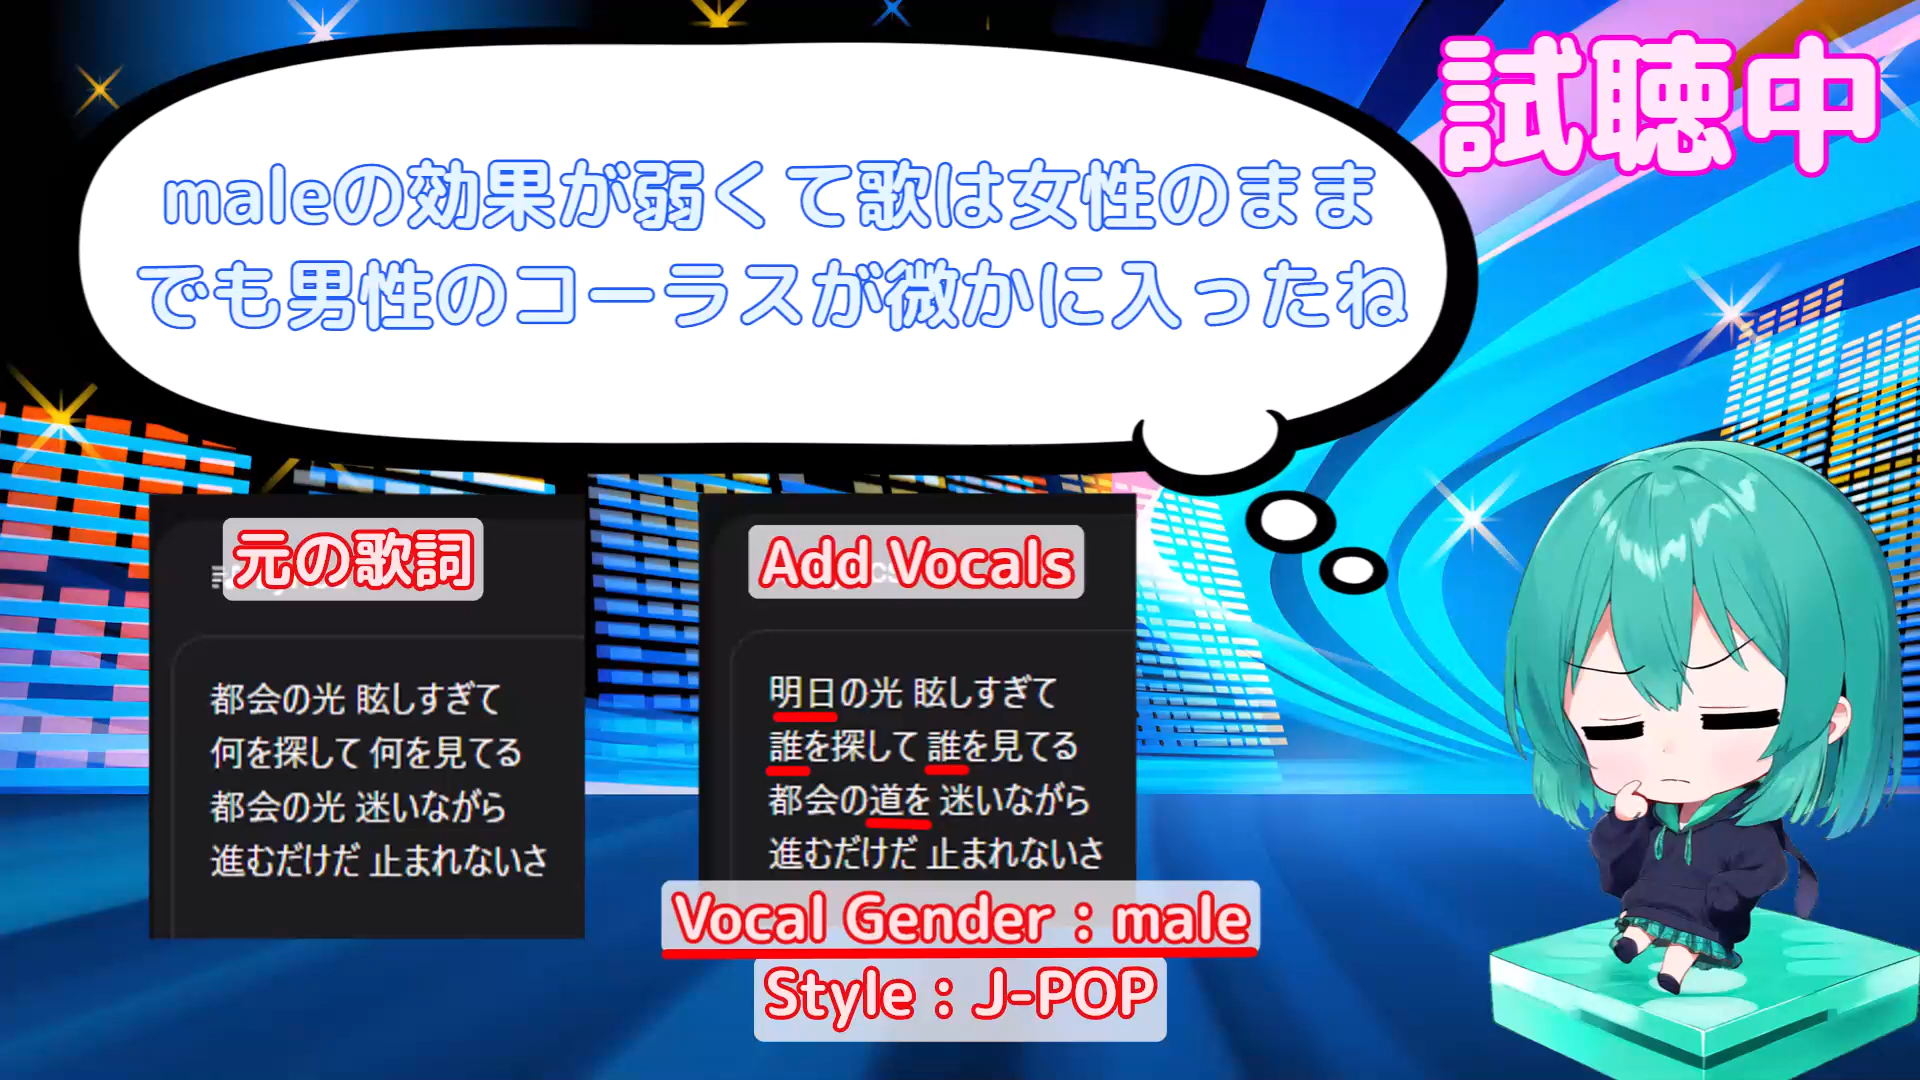 試聴中
maleの効果が弱くて歌は女性のまま
でも男性のコーラスが微かに入ったね
元の歌詞
都会の光 眩しすぎて
何を探して 何を見てる
都会の光 迷いながら
進むだけだ 止まれないさ
Add Vocals
明日の光 眩しすぎて
誰を探して 誰を見てる
都会の道を 迷いながら
進むだけだ 止まれないさ
Vocal Gender：male
Style：J-POP